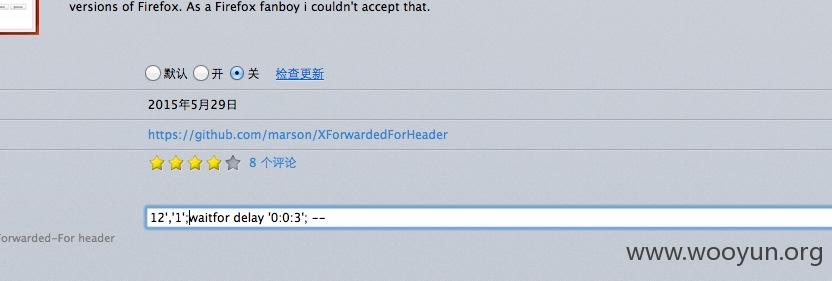 versions of Firefox. As a Firefox fanboy i couldn't accept that.
默认 开 关 检查更新
2015年5月29日
https://github.com/marson/XForwardedForHeader
8 个评论
12','1';waitfor delay '0:0:3'; --
Forwarded-For header
www.wooyun.org